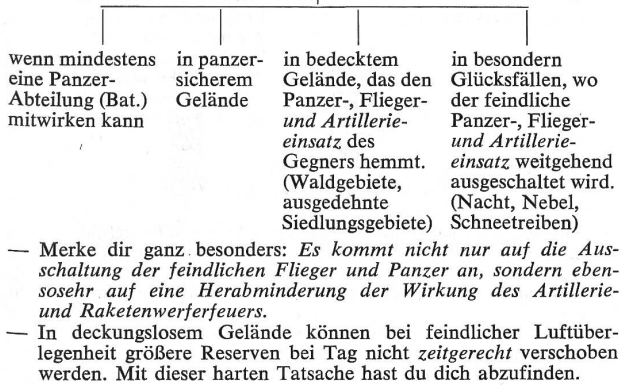 wenn mindestens
eine Panzer-
Abteilung (Bat.)
mitwirken kann
in panzer-
sicherem
Gelände
in bedecktem
Gelände, das den
Panzer-, Flieger-
und Artillerie-
einsatz des
Gegners hemmt.
(Waldgebiete,
ausgedehnte
Siedlungsgebiete)
in besondern
Glücksfällen, wo
der feindliche
Panzer-, Flieger-
und Artillerie-
einsatz weitgehend
ausgeschaltet wird.
(Nacht, Nebel,
Schneetreiben)
— Merke dir ganz besonders: Es kommt nicht nur auf die Aus-
schaltung der feindlichen Flieger und Panzer an, sondern eben-
sosehr auf eine Herabminderung der Wirkung des Artillerie-
und Raketenwerferfeuers.
— In deckungslosem Gelände können bei feindlicher Luftüber-
legenheit größere Reserven bei Tag nicht zeitgerecht verschoben
werden. Mit dieser harten Tatsache hast du dich abzufinden.